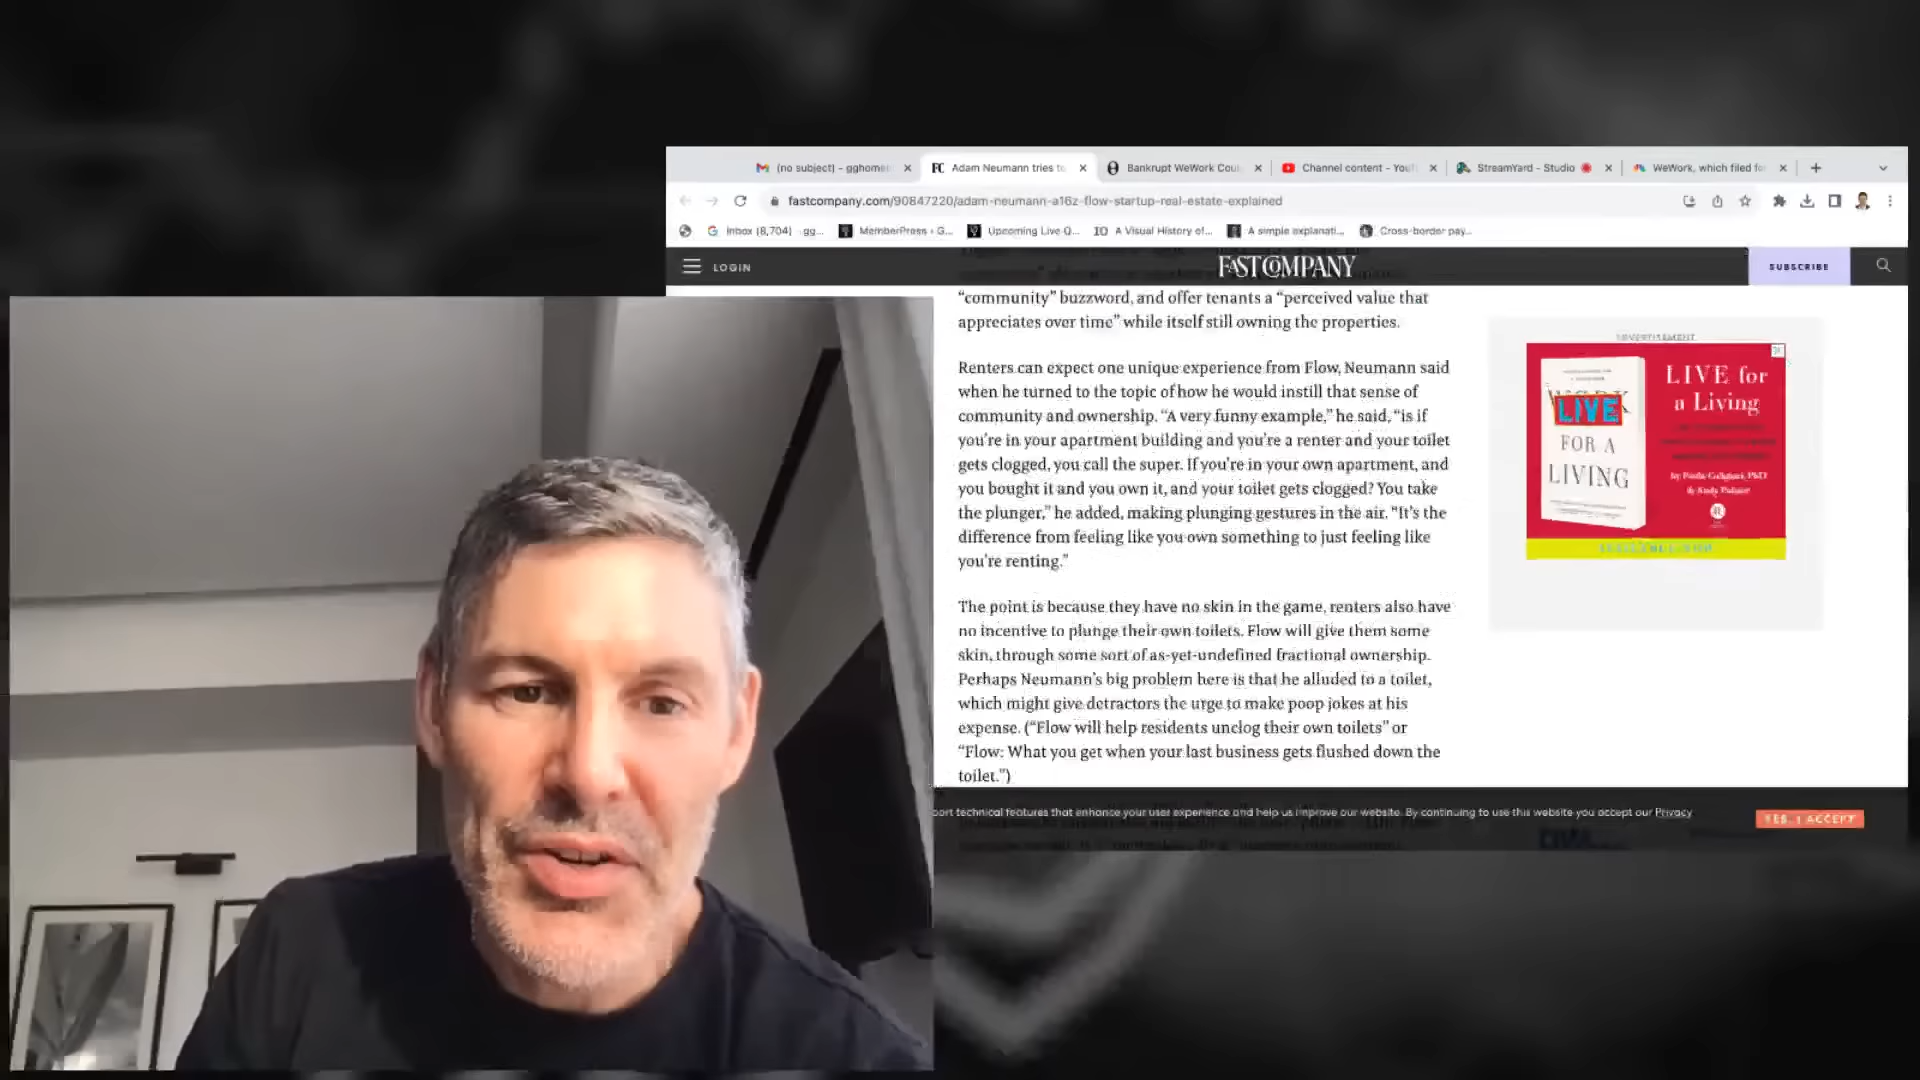 (no subject) - gghome
Adam Neumann tries to
Bankrupt WeWork Cou
Channel content - You
StreamYard - Studio
WeWork, which filed fo
fastcompany.com/90847220/adam-neumann-a16z-flow-startup-real-estate-explained
Inbox (8,704) - gg...
MemberPress ‹ G...
Upcoming Live Q...
A Visual History of...
A simple explanati...
Cross-border pay...
LOGIN
FAST COMPANY
SUBSCRIBE
“community” buzzword, and offer tenants a “perceived value that
appreciates over time” while itself still owning the properties.
Renters can expect one unique experience from Flow, Neumann said
when he turned to the topic of how he would instill that sense of
community and ownership. “A very funny example,” he said, “is if
you’re in your apartment building and you’re a renter and your toilet
gets clogged, you call the super. If you’re in your own apartment, and
you bought it and you own it, and your toilet gets clogged? You take
the plunger,” he added, making plunging gestures in the air. “It’s the
difference from feeling like you own something to just feeling like
you’re renting.”
The point is because they have no skin in the game, renters also have
no incentive to plunge their own toilets. Flow will give them some
skin, through some sort of as-yet-undefined fractional ownership.
Perhaps Neumann’s big problem here is that he alluded to a toilet,
which might give detractors the urge to make poop jokes at his
expense. (“Flow will help residents unclog their own toilets” or
“Flow: What you get when your last business gets flushed down the
toilet.”)
ADVERTISEMENT
WORK
LIVE
FOR A
LIVING
LIVE for
a Living
port technical features that enhance your user experience and help us improve our website. By continuing to use this website you accept our Privacy
YES, I ACCEPT